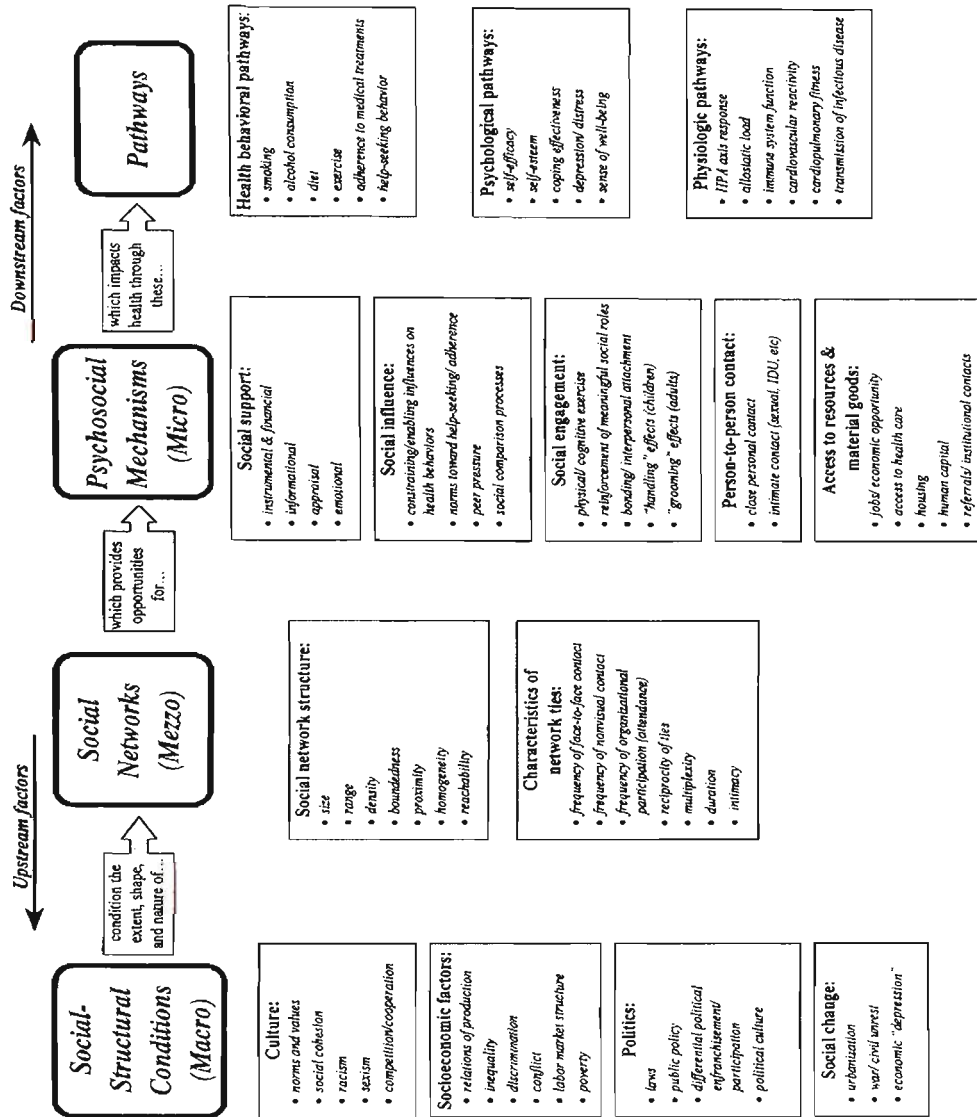 Upstream factors
Downstream factors
Social-
Structural
Conditions
(Macro)
condition the
extent, shape,
and nature of...
Social
Networks
(Mezzo)
which provides
opportunities
for...
Psychosocial
Mechanisms
(Micro)
which impacts
health through
these...
Pathways
Culture:
• norms and values
• social cohesion
• racism
• sexism
• competition/cooperation
Socioeconomic factors:
• relations of production
• inequality
• discrimination
• conflict
• labor market structure
• poverty
Politics:
• laws
• public policy
• differential political
enfranchisement/
participation
• political culture
Social change:
• urbanization
• war/ civil unrest
• economic "depression"
Social network structure:
• size
• range
• density
• boundedness
• proximity
• homogeneity
• reachability
Characteristics of
network ties:
• frequency of face-to-face contact
• frequency of nonvisual contact
• frequency of organizational
participation (attendance)
• reciprocity of ties
• multiplexity
• duration
• intimacy
Social support:
• instrumental & financial
• informational
• appraisal
• emotional
Social influence:
• constraining/enabling influences on
health behaviors
• norms toward help-seeking/ adherence
• peer pressure
• social comparison processes
Social engagement:
• physical/ cognitive exercise
• reinforcement of meaningful social roles
• bonding/ interpersonal attachment
• "handling" effects (children)
• "grooming" effects (adults)
Person-to-person contact:
• close personal contact
• intimate contact (sexual, IDU, etc)
Access to resources &
material goods:
• jobs/ economic opportunity
• access to health care
• housing
• human capital
• referrals/ institutional contacts
Health behavioral pathways:
• smoking
• alcohol consumption
• diet
• exercise
• adherence to medical treatments
• help-seeking behavior
Psychological pathways:
• self-efficacy
• self-esteem
• coping effectiveness
• depression/ distress
• sense of well-being
Physiologic pathways:
• HPA axis response
• allostatic load
• immune system function
• cardiovascular reactivity
• cardiopulmonary fitness
• transmission of infectious disease